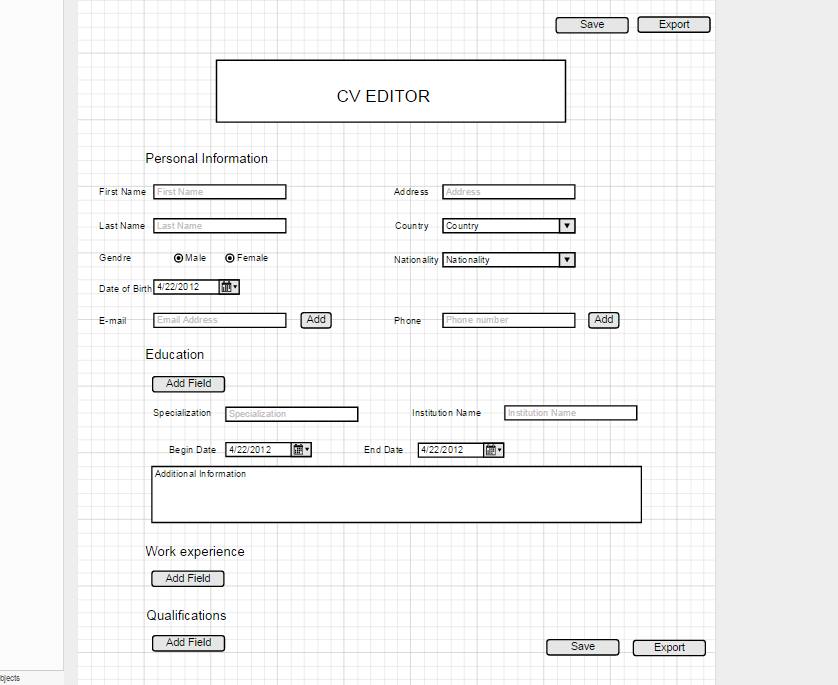 Save Export
CV EDITOR
Personal Information
First Name First Name Address Address
Last Name Last Name Country Country
Gendre Male Female Nationality Nationality
Date of Birth 4/22/2012
E-mail Email Address Add Phone Phone number Add
Education
Add Field
Specialization Specialization Institution Name Institution Name
Begin Date 4/22/2012 End Date 4/22/2012
Additional Information
Work experience
Add Field
Qualifications
Add Field Save Export
bjects